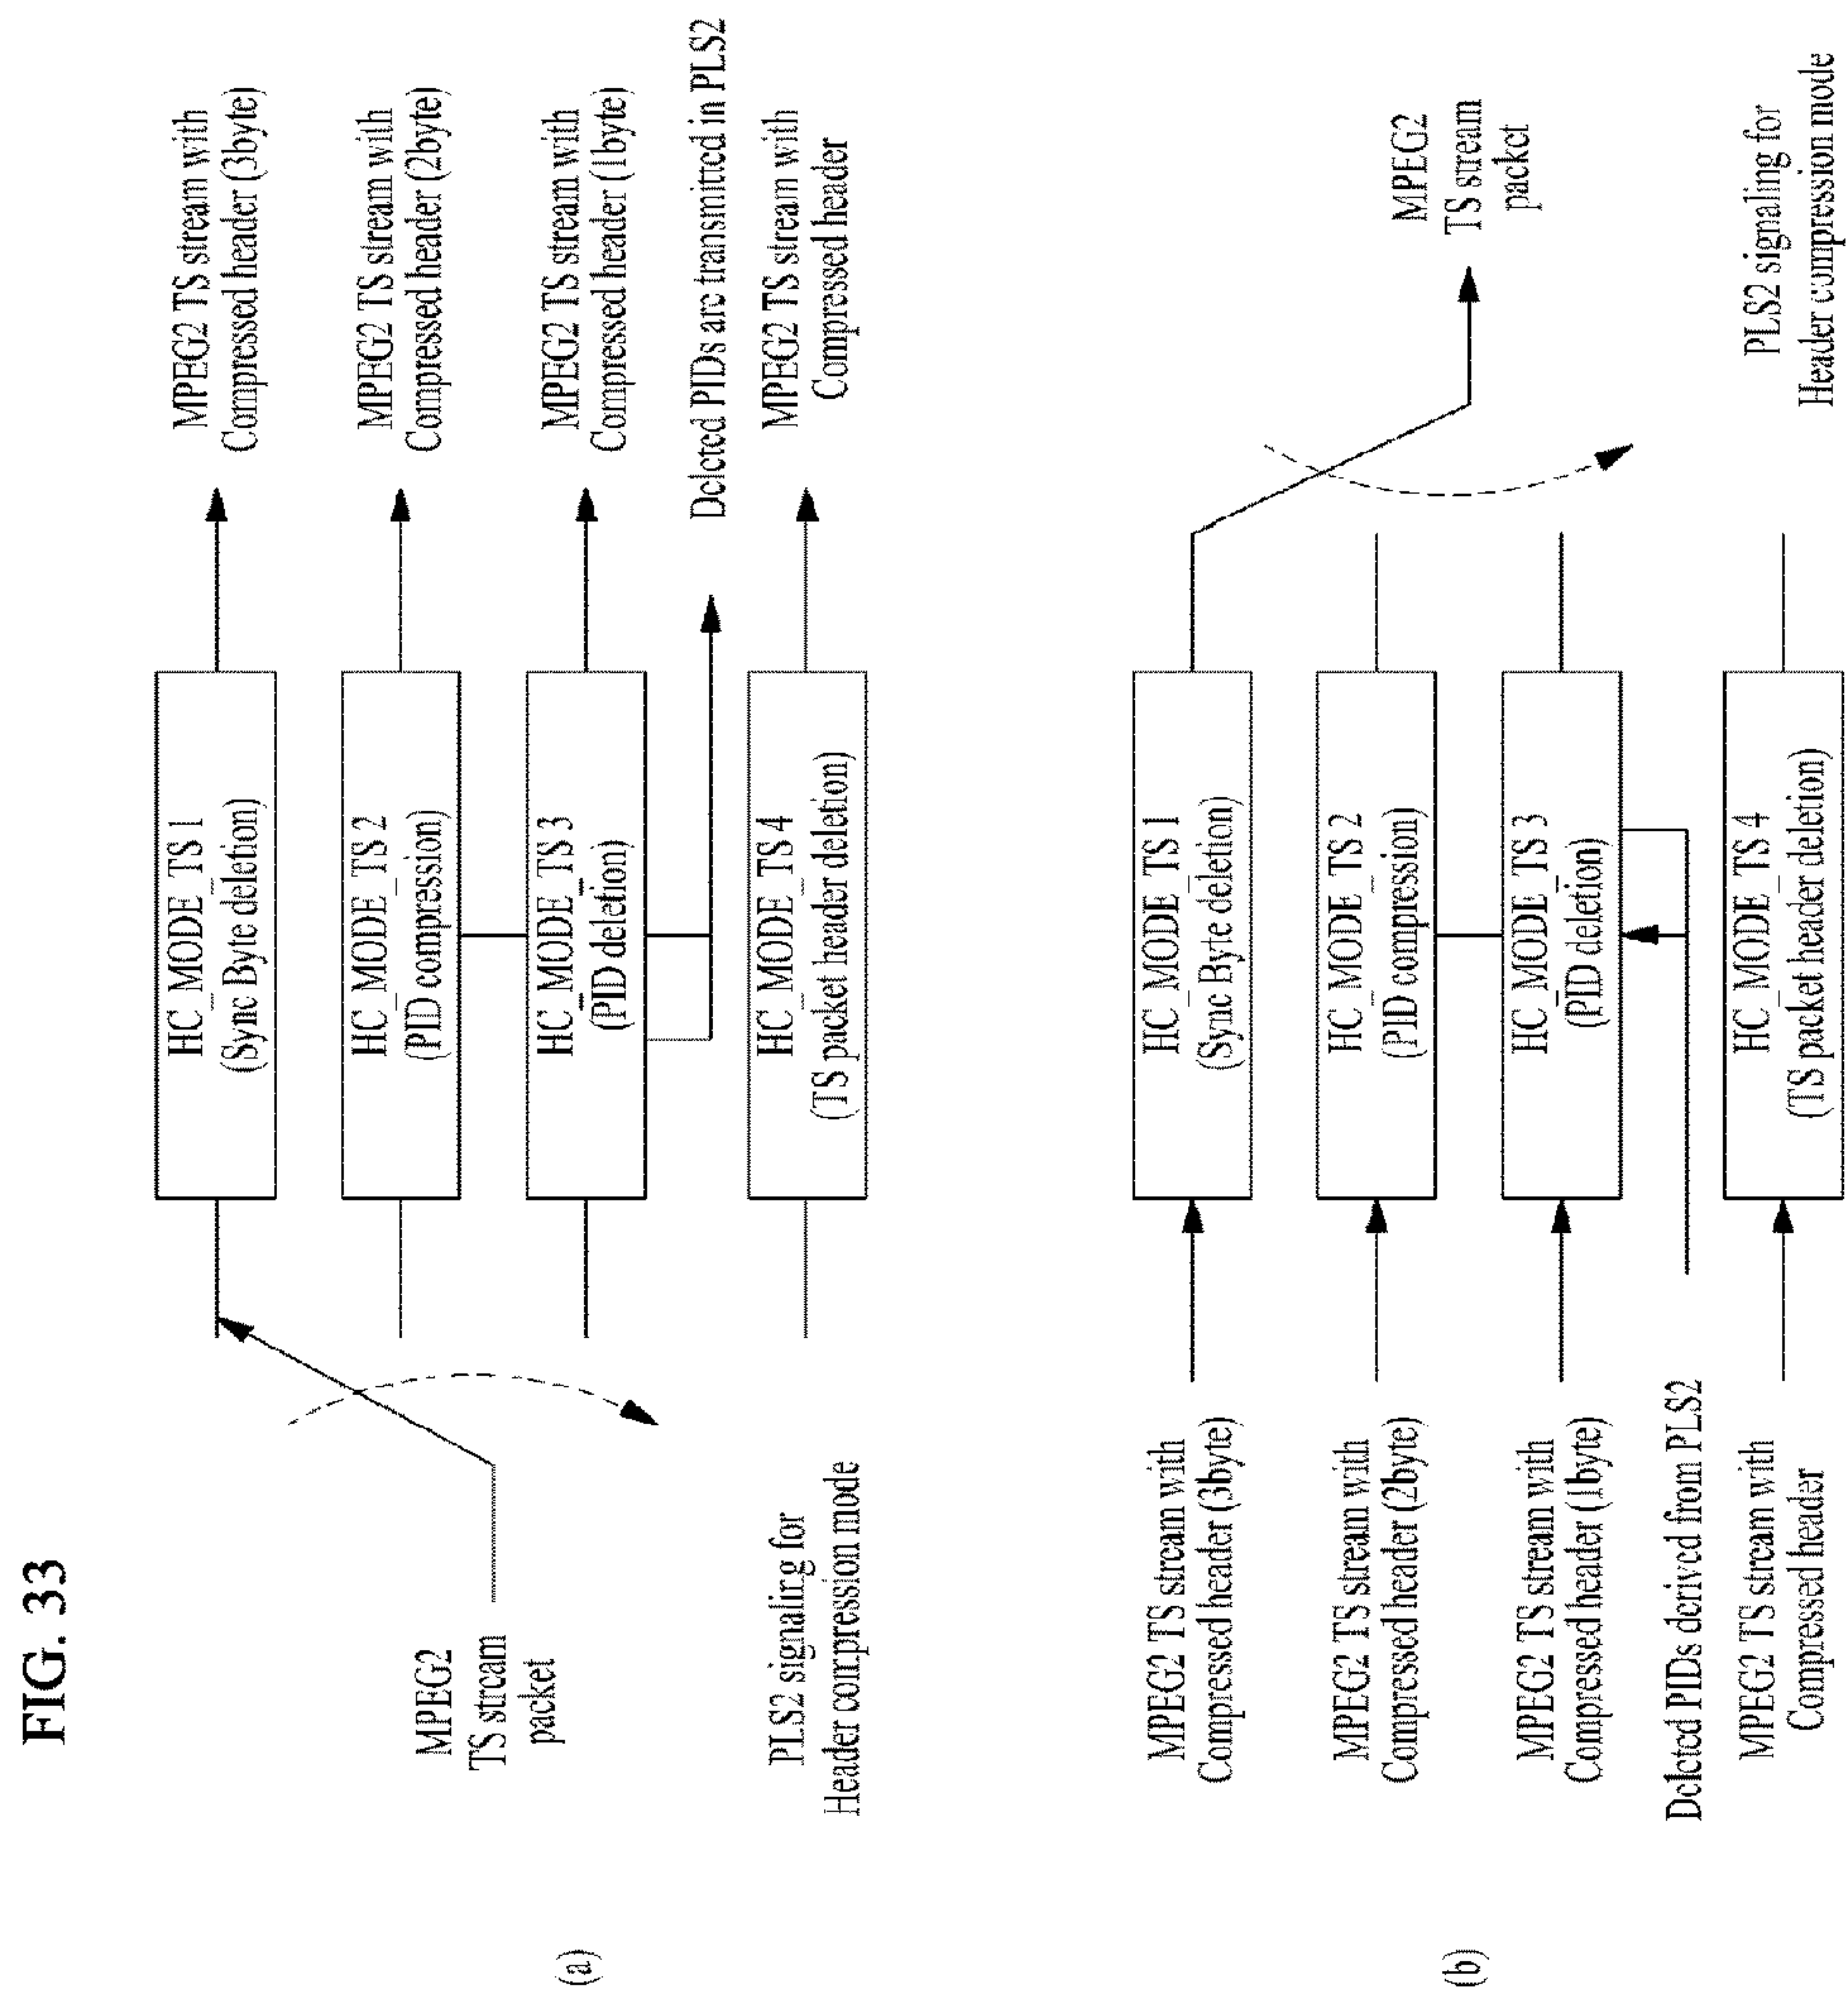 FIG. 33
(a)
MPEG2
TS stream
packet
PLS2 signaling for
Header compression mode
HC_MODE_TS 1
(Sync Byte deletion)
HC_MODE_TS 2
(PID compression)
HC_MODE_TS 3
(PID deletion)
HC_MODE_TS 4
(TS packet header deletion)
MPEG2 TS stream with
Compressed header (3byte)
MPEG2 TS stream with
Compressed header (2byte)
MPEG2 TS stream with
Compressed header (1byte)
Deleted PIDs are transmitted in PLS2
MPEG2 TS stream with
Compressed header
(b)
MPEG2 TS stream with
Compressed header (3byte)
MPEG2 TS stream with
Compressed header (2byte)
MPEG2 TS stream with
Compressed header (1byte)
Deleted PIDs derived from PLS2
MPEG2 TS stream with
Compressed header
HC_MODE_TS 1
(Sync Byte deletion)
HC_MODE_TS 2
(PID compression)
HC_MODE_TS 3
(PID deletion)
HC_MODE_TS 4
(TS packet header deletion)
MPEG2
TS stream
packet
PLS2 signaling for
Header compression mode